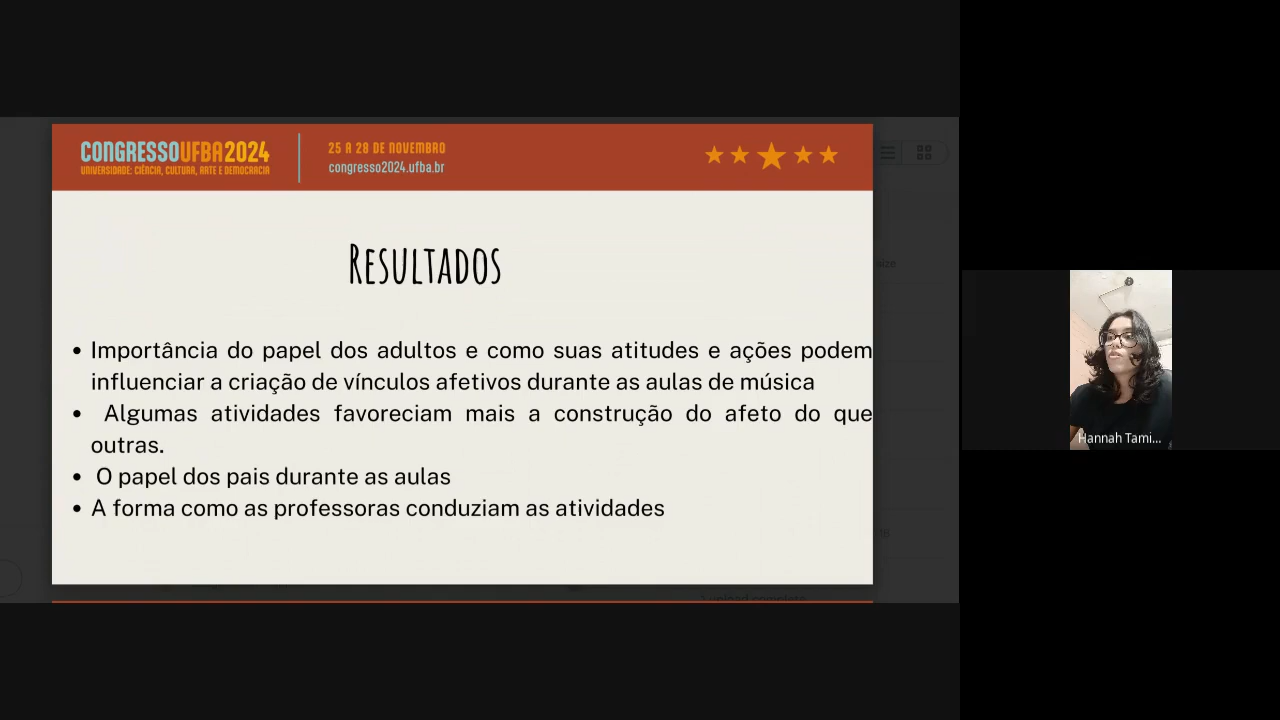 CONGRESSOUFBA2024
UNIVERSIDADE: CIÊNCIA, CULTURA, ARTE E DEMOCRACIA
25 A 28 DE NOVEMBRO
congresso2024.ufba.br
RESULTADOS
• Importância do papel dos adultos e como suas atitudes e ações podem
influenciar a criação de vínculos afetivos durante as aulas de música
• Algumas atividades favoreciam mais a construção do afeto do que
outras.
• O papel dos pais durante as aulas
• A forma como as professoras conduziam as atividades
upload complete
Hannah Tami...